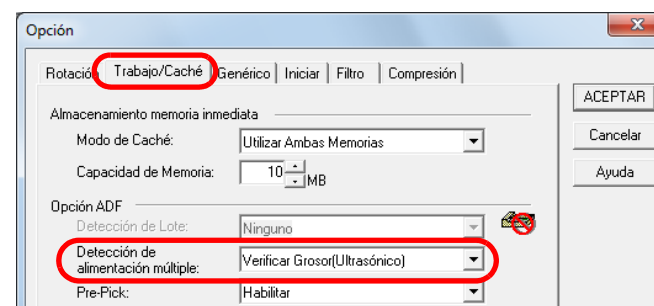 Opción
Rotación Trabajo/Caché Genérico Iniciar Filtro Compresión
ACEPTAR
Almacenamiento memoria inmediata
Modo de Caché: Utilizar Ambas Memorias
Cancelar
Capacidad de Memoria: 10 MB
Ayuda
Opción ADF
Detección de Lote: Ninguno
Detección de
alimentación múltiple: Verificar Grosor(Ultrasónico)
Pre-Pick: Habilitar